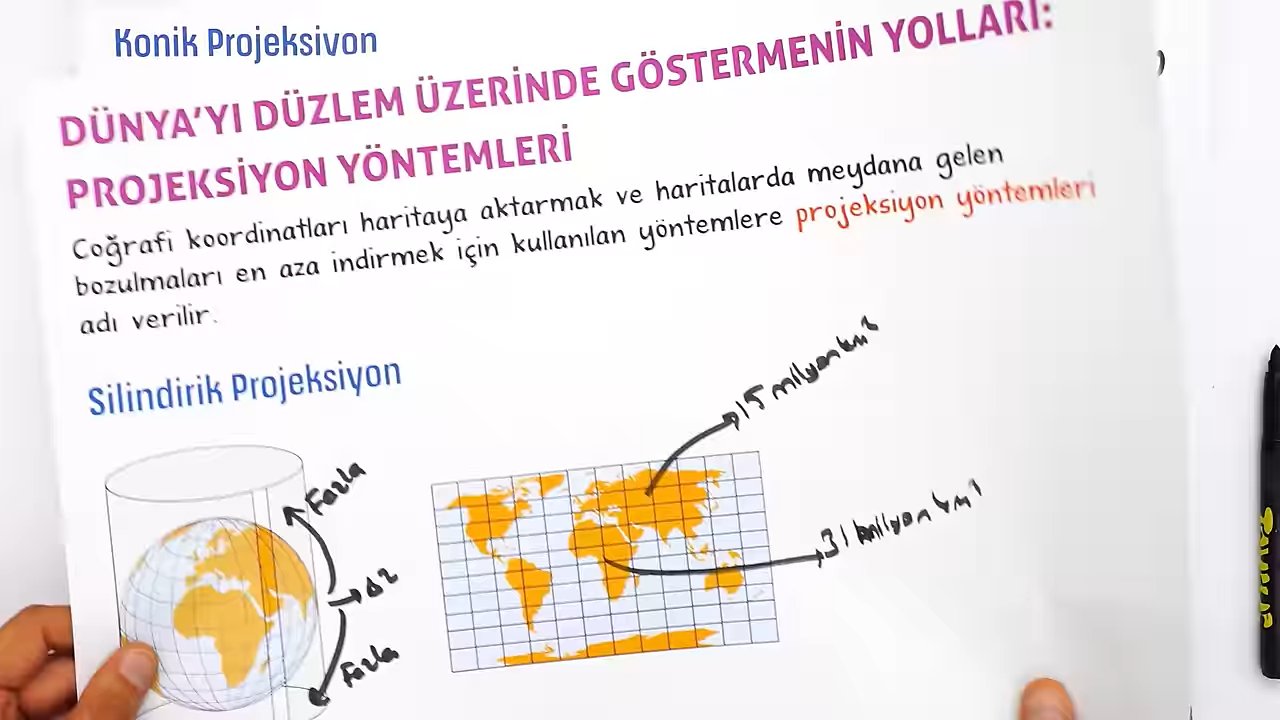 Konik Projeksiyon
DÜNYA'YI DÜZLEM ÜZERİNDE GÖSTERMENİN YOLLARI:
PROJEKSİYON YÖNTEMLERİ
Coğrafi koordinatları haritaya aktarmak ve haritalarda meydana gelen
bozulmaları en aza indirmek için kullanılan yöntemlere projeksiyon yöntemleri
adı verilir.
Silindirik Projeksiyon
15 milyon km²
Fazla
31 milyon km²
Az
Fazla